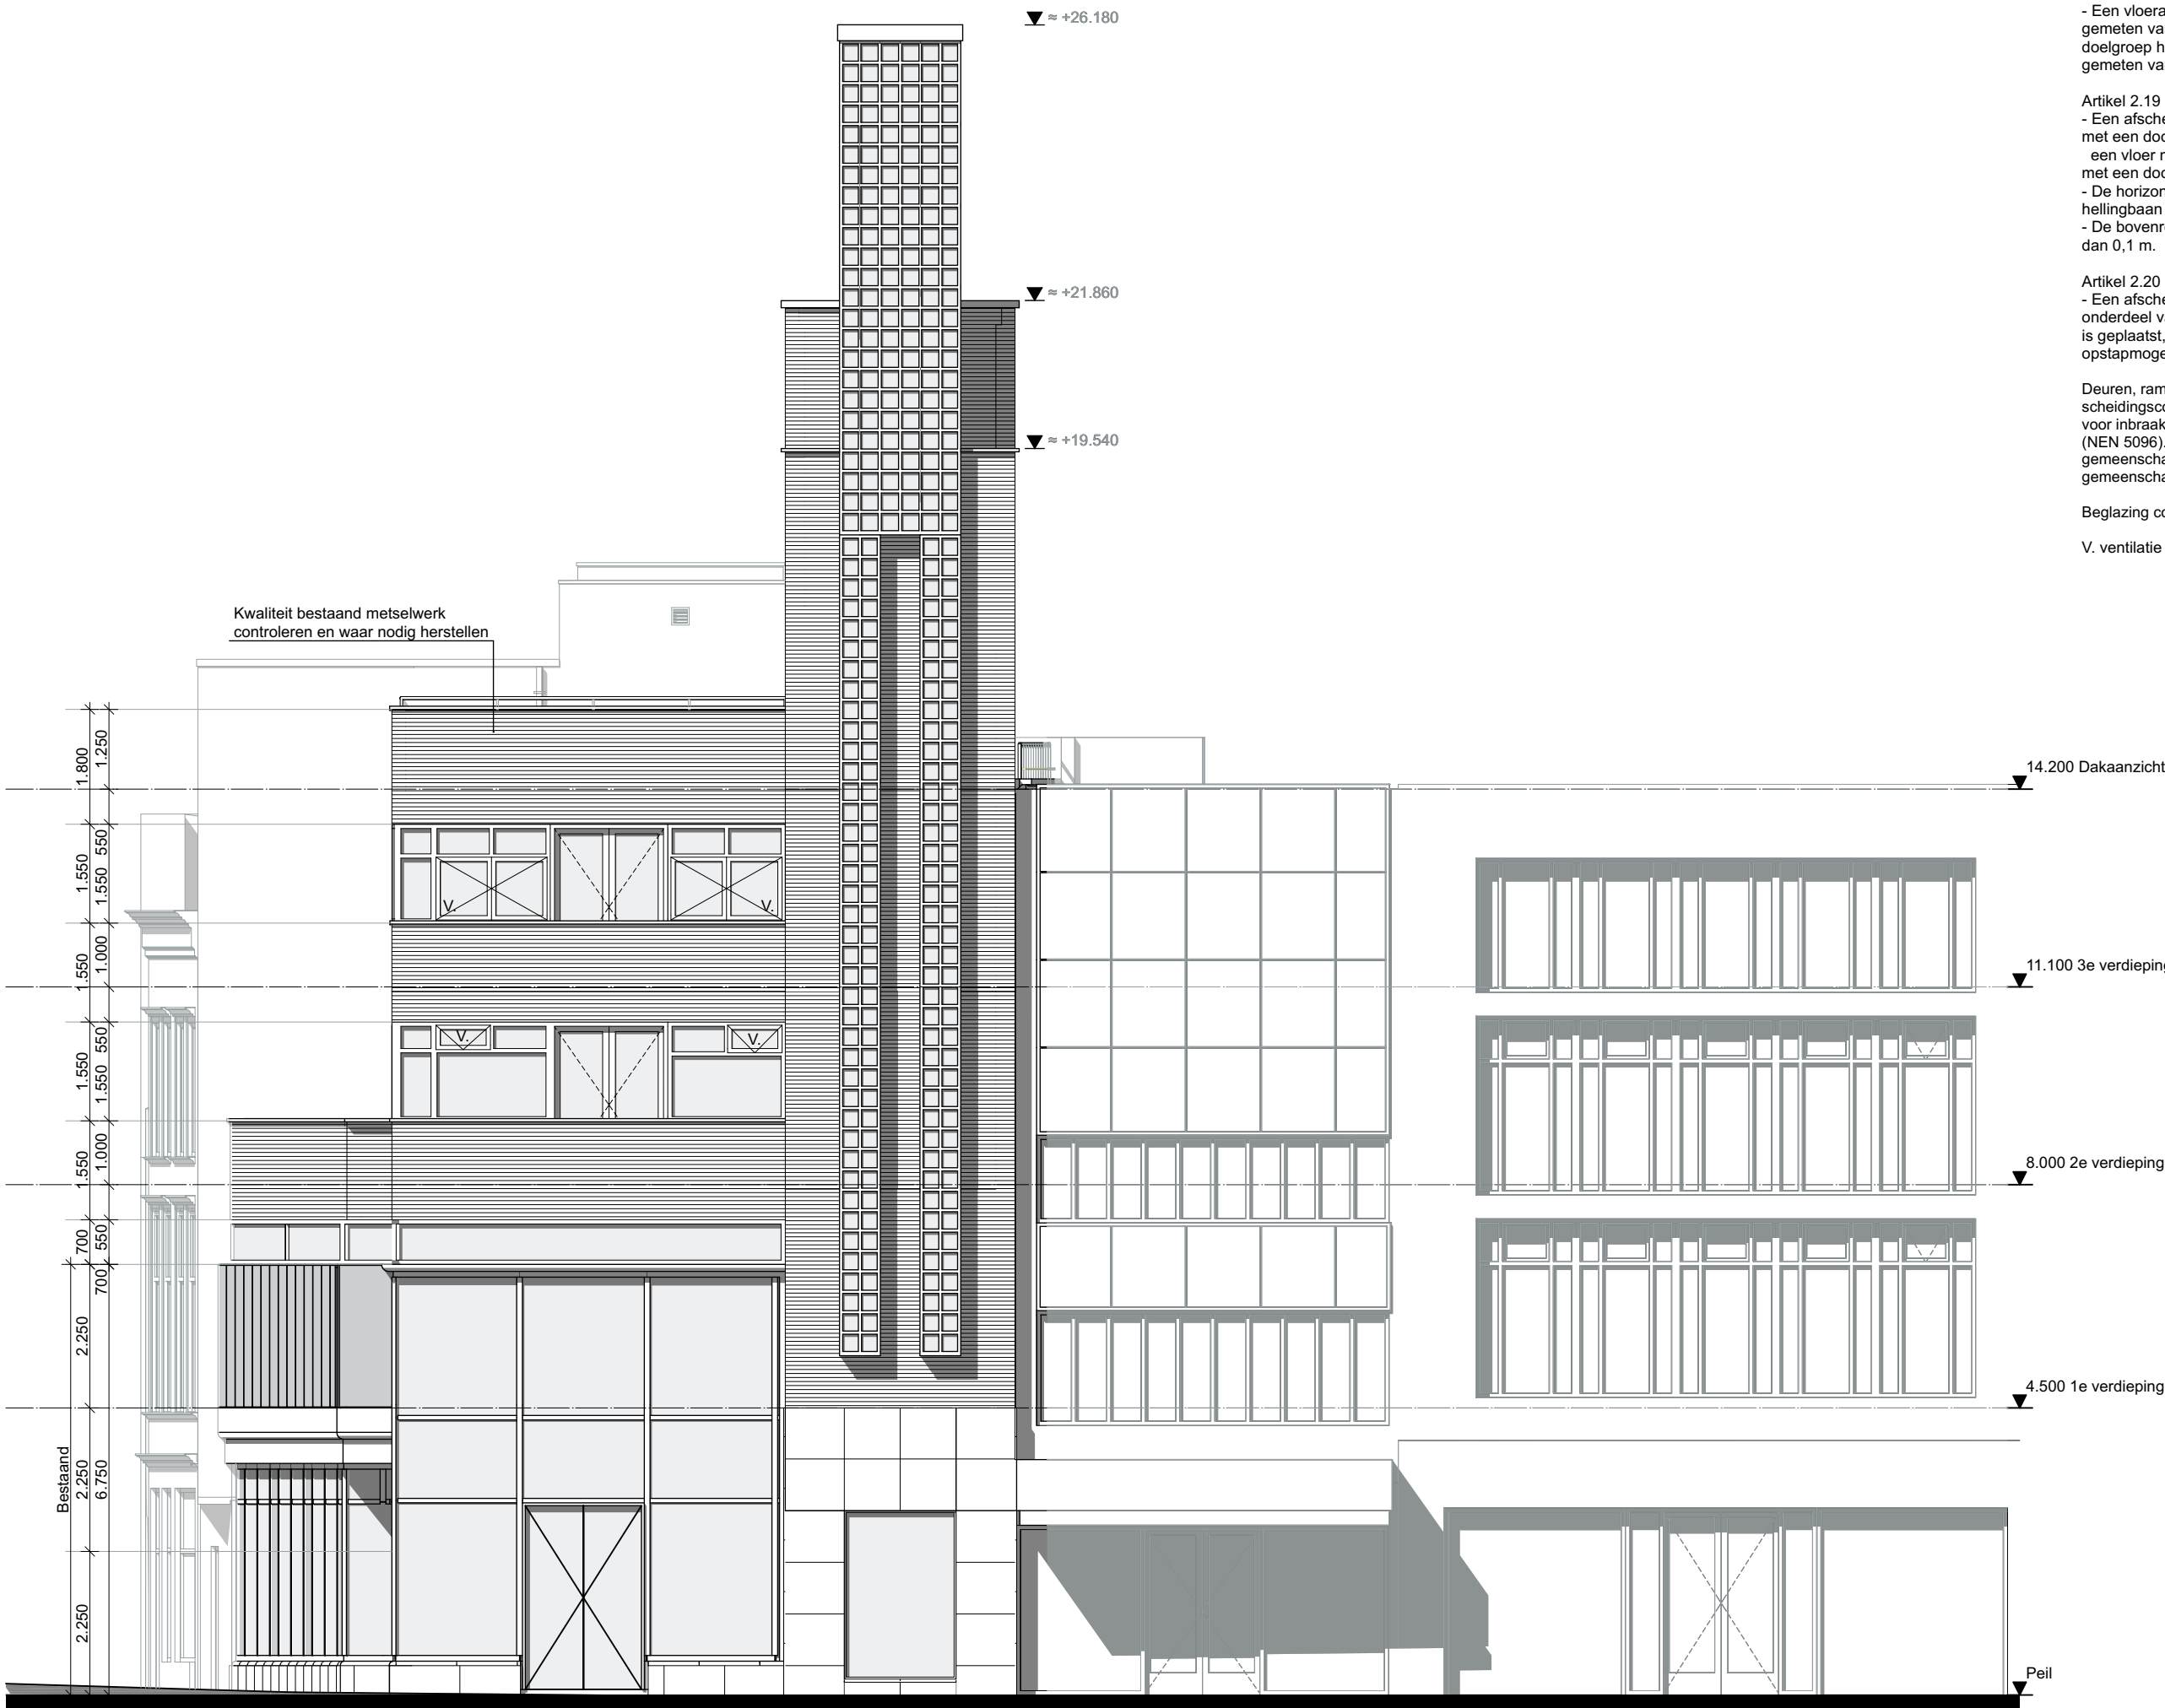 ≈ +26.180
≈ +21.860
≈ +19.540
- Een vloera
gemeten va
doelgroep h
gemeten va
Artikel 2.19
- Een afsche
met een doo
een vloer r
met een doo
- De horizon
hellingbaan
- De bovenr
dan 0,1 m.
Artikel 2.20
- Een afsche
onderdeel va
is geplaatst,
opstapmoge
Deuren, ram
scheidingsco
voor inbraak
(NEN 5096).
gemeenscha
gemeenscha
Beglazing co
V. ventilatie
Kwaliteit bestaand metselwerk
controleren en waar nodig herstellen
1.800
1.250
550
1.550
1.550
1.000
1.550
550
1.550
1.550
1.000
1.550
550
700
700
2.250
Bestaand
2.250
6.750
2.250
V.
V.
V.
V.
14.200 Dakaanzicht
11.100 3e verdieping
8.000 2e verdieping
4.500 1e verdieping
Peil